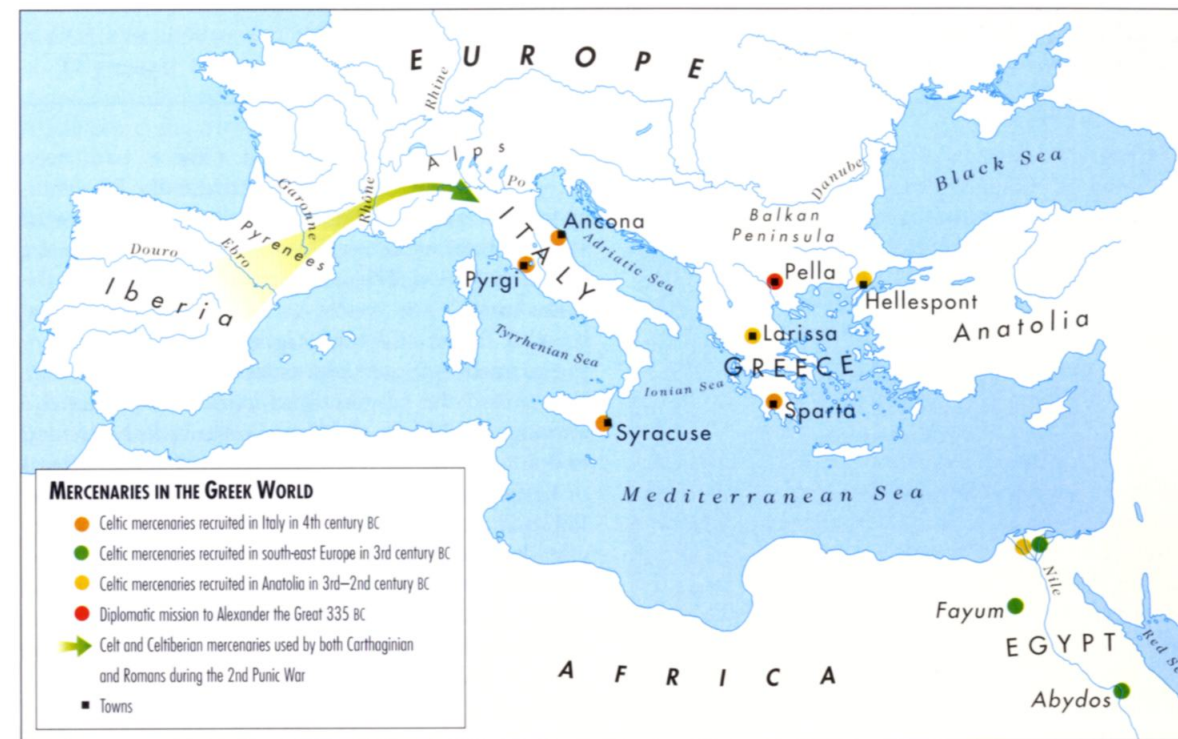 EUROPE
Rhine
Alps
Po
Garonne
Rhône
Pyrenees
Ebro
Douro
Iberia
ITALY
Ancona
Adriatic Sea
Pyrgi
Tyrrhenian Sea
Danube
Black Sea
Balkan
Peninsula
Pella
Hellespont
Anatolia
Larissa
GREECE
Ionian Sea
Sparta
Syracuse
Mediterranean Sea
Nile
Fayum
EGYPT
Red Se
Abydos
AFRICA
MERCENARIES IN THE GREEK WORLD
Celtic mercenaries recruited in Italy in 4th century BC
Celtic mercenaries recruited in south-east Europe in 3rd century BC
Celtic mercenaries recruited in Anatolia in 3rd–2nd century BC
Diplomatic mission to Alexander the Great 335 BC
Celt and Celtiberian mercenaries used by both Carthaginian
and Romans during the 2nd Punic War
Towns